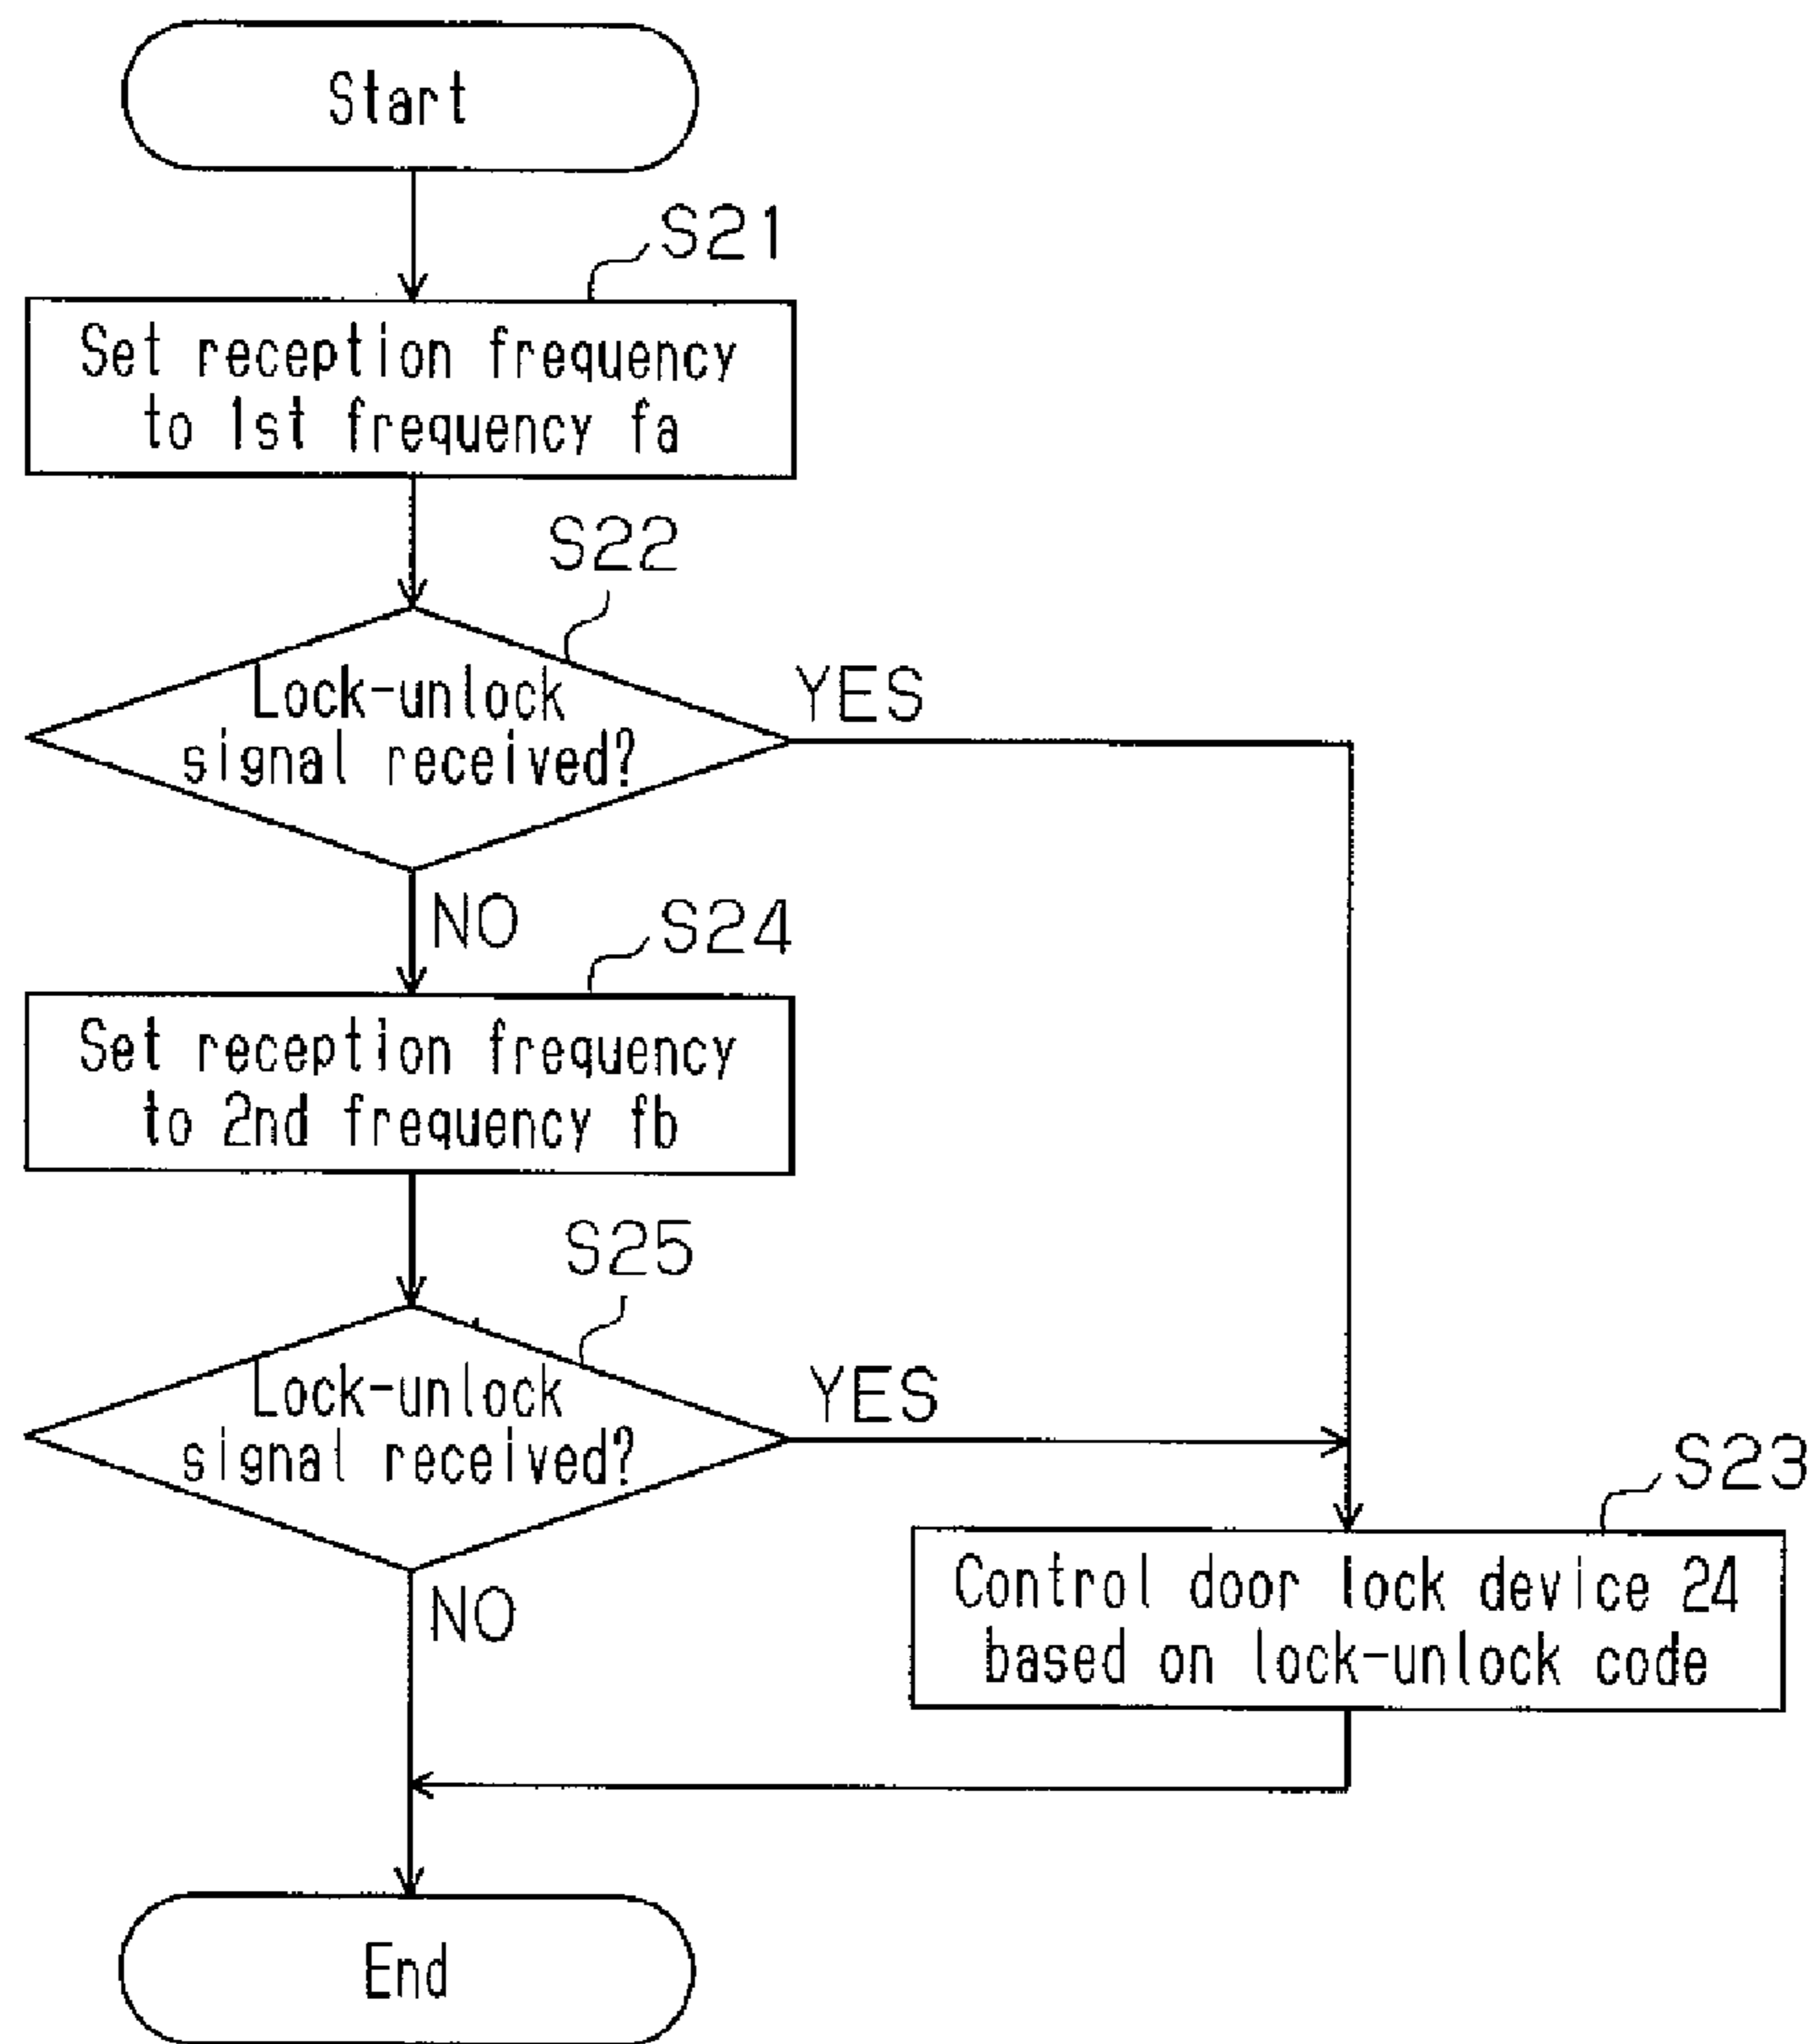 Start
S21
Set reception frequency
to 1st frequency fa
S22
Lock-unlock
signal received?
YES
NO
S24
Set reception frequency
to 2nd frequency fb
S25
Lock-unlock
signal received?
YES
S23
Control door lock device 24
based on lock-unlock code
NO
End